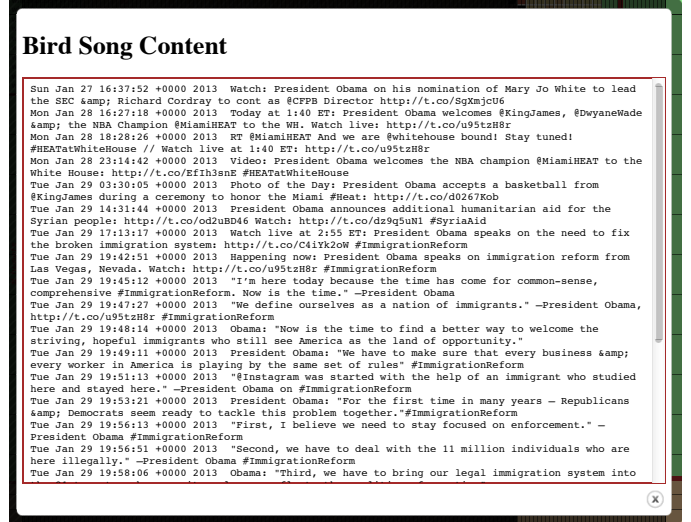 Bird Song Content
Sun Jan 27 16:37:52 +0000 2013  Watch: President Obama on his nomination of Mary Jo White to lead
the SEC &amp; Richard Cordray to cont as @CFPB Director http://t.co/SgXmjcU6
Mon Jan 28 16:27:18 +0000 2013  Today at 1:40 ET: President Obama welcomes @KingJames, @DwyaneWade
&amp; the NBA Champion @MiamiHEAT to the WH. Watch live: http://t.co/u95tzH8r
Mon Jan 28 18:28:26 +0000 2013  RT @MiamiHEAT And we are @whitehouse bound! Stay tuned!
#HEATatWhiteHouse // Watch live at 1:40 ET: http://t.co/u95tzH8r
Mon Jan 28 23:14:42 +0000 2013  Video: President Obama welcomes the NBA champion @MiamiHEAT to the
White House: http://t.co/EfIh3snE #HEATatWhiteHouse
Tue Jan 29 03:30:05 +0000 2013  Photo of the Day: President Obama accepts a basketball from
@KingJames during a ceremony to honor the Miami #Heat: http://t.co/d0267Kob
Tue Jan 29 14:31:44 +0000 2013  President Obama announces additional humanitarian aid for the
Syrian people: http://t.co/od2uBD46 Watch: http://t.co/dz9q5uN1 #SyriaAid
Tue Jan 29 17:13:17 +0000 2013  Watch live at 2:55 ET: President Obama speaks on the need to fix
the broken immigration system: http://t.co/C4iYk2oW #ImmigrationReform
Tue Jan 29 19:42:51 +0000 2013  Happening now: President Obama speaks on immigration reform from
Las Vegas, Nevada. Watch: http://t.co/u95tzH8r #ImmigrationReform
Tue Jan 29 19:45:12 +0000 2013  "I’m here today because the time has come for common-sense,
comprehensive #ImmigrationReform. Now is the time." —President Obama
Tue Jan 29 19:47:27 +0000 2013  "We define ourselves as a nation of immigrants." —President Obama,
http://t.co/u95tzH8r #ImmigrationReform
Tue Jan 29 19:48:14 +0000 2013  Obama: "Now is the time to find a better way to welcome the
striving, hopeful immigrants who still see America as the land of opportunity."
Tue Jan 29 19:49:11 +0000 2013  President Obama: "We have to make sure that every business &amp;
every worker in America is playing by the same set of rules" #ImmigrationReform
Tue Jan 29 19:51:13 +0000 2013  "@Instagram was started with the help of an immigrant who studied
here and stayed here." —President Obama on #ImmigrationReform
Tue Jan 29 19:53:21 +0000 2013  President Obama: "For the first time in many years — Republicans
&amp; Democrats seem ready to tackle this problem together."#ImmigrationReform
Tue Jan 29 19:56:13 +0000 2013  "First, I believe we need to stay focused on enforcement." —
President Obama #ImmigrationReform
Tue Jan 29 19:56:51 +0000 2013  "Second, we have to deal with the 11 million individuals who are
here illegally." —President Obama #ImmigrationReform
Tue Jan 29 19:58:06 +0000 2013  Obama: "Third, we have to bring our legal immigration system into
x